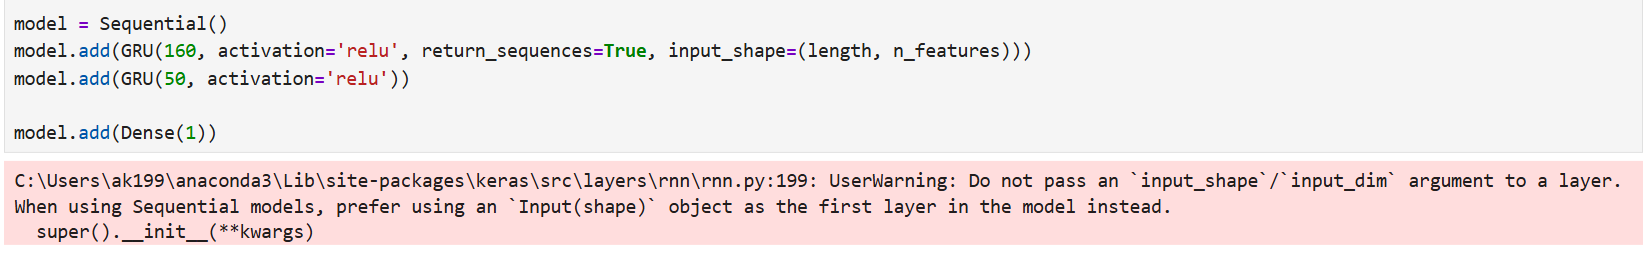 model = Sequential()
model.add(GRU(160, activation='relu', return_sequences=True, input_shape=(length, n_features)))
model.add(GRU(50, activation='relu'))
model.add(Dense(1))
C:\Users\ak199\anaconda3\Lib\site-packages\keras\src\layers\rnn\rnn.py:199: UserWarning: Do not pass an `input_shape`/`input_dim` argument to a layer.
When using Sequential models, prefer using an `Input(shape)` object as the first layer in the model instead.
  super().__init__(**kwargs)